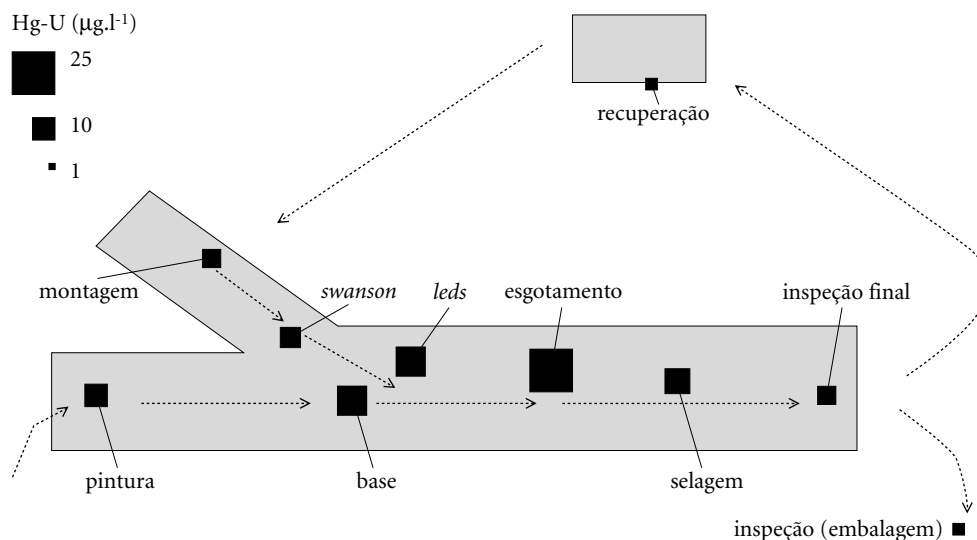 Hg-U (μg.l⁻¹)
25
10
1
recuperação
montagem
swanson
leds
esgotamento
inspeção final
pintura
base
selagem
inspeção (embalagem)